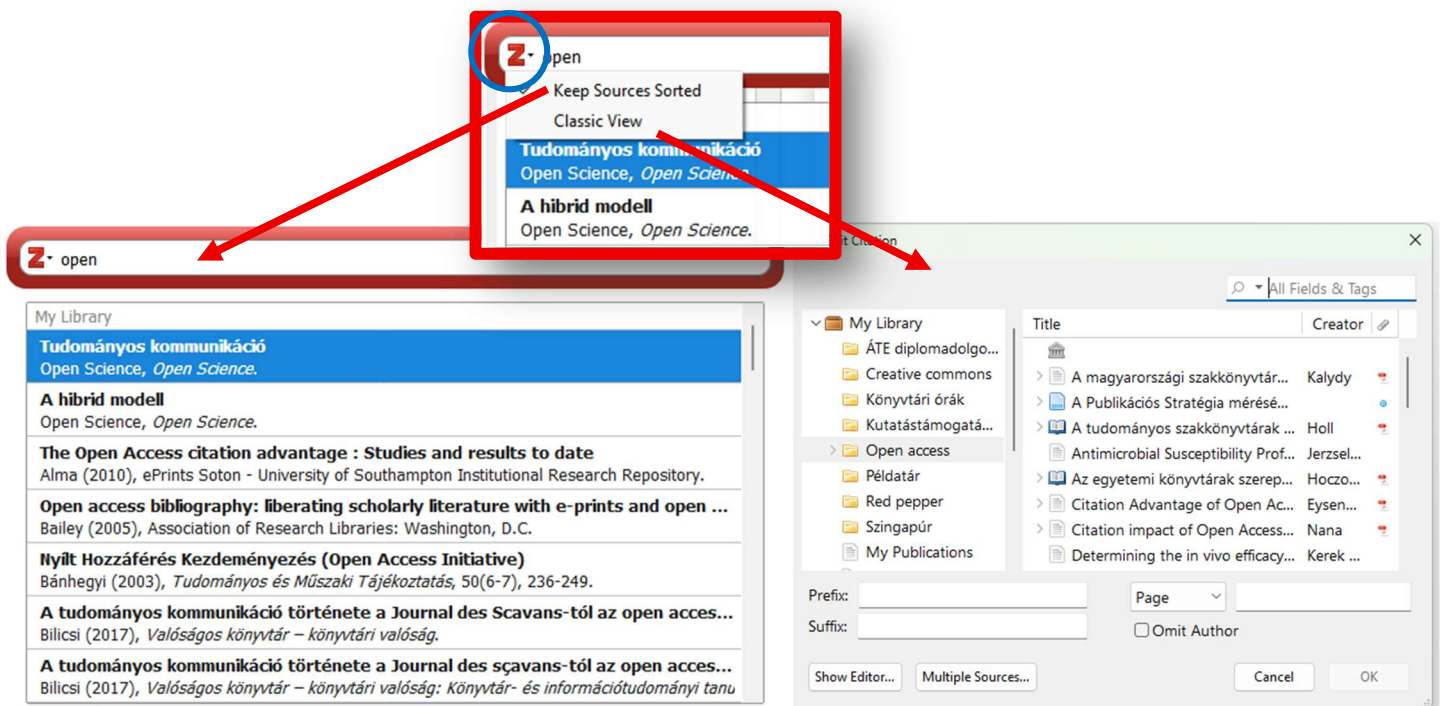 Z open
Keep Sources Sorted
Classic View
Tudományos kommunikáció
Open Science, Open Science.
A hibrid modell
Open Science, Open Science.
Z open
My Library
Tudományos kommunikáció
Open Science, Open Science.
A hibrid modell
Open Science, Open Science.
The Open Access citation advantage : Studies and results to date
Alma (2010), ePrints Soton - University of Southampton Institutional Research Repository.
Open access bibliography: liberating scholarly literature with e-prints and open ...
Bailey (2005), Association of Research Libraries: Washington, D.C.
Nyílt Hozzáférés Kezdeményezés (Open Access Initiative)
Bánhegyi (2003), Tudományos és Műszaki Tájékoztatás, 50(6-7), 236-249.
A tudományos kommunikáció története a Journal des Scavans-tól az open acces...
Bilicsi (2017), Valóságos könyvtár – könyvtári valóság.
A tudományos kommunikáció története a Journal des sçavans-tól az open acces...
Bilicsi (2017), Valóságos könyvtár – könyvtári valóság: Könyvtár- és információtudományi tanu
it Citation
All Fields & Tags
My Library
ÁTE diplomadolgo...
Creative commons
Könyvtári órák
Kutatástámogatá...
Open access
Példatár
Red pepper
Szingapúr
My Publications
Title Creator
A magyarországi szakkönyvtár... Kalydy
A Publikációs Stratégia mérésé...
A tudományos szakkönyvtárak ... Holl
Antimicrobial Susceptibility Prof... Jerzsel...
Az egyetemi könyvtárak szerep... Hoczo...
Citation Advantage of Open Ac... Eysen...
Citation impact of Open Access... Nana
Determining the in vivo efficacy... Kerek ...
Prefix:
Page
Suffix:
Omit Author
Show Editor... Multiple Sources... Cancel OK